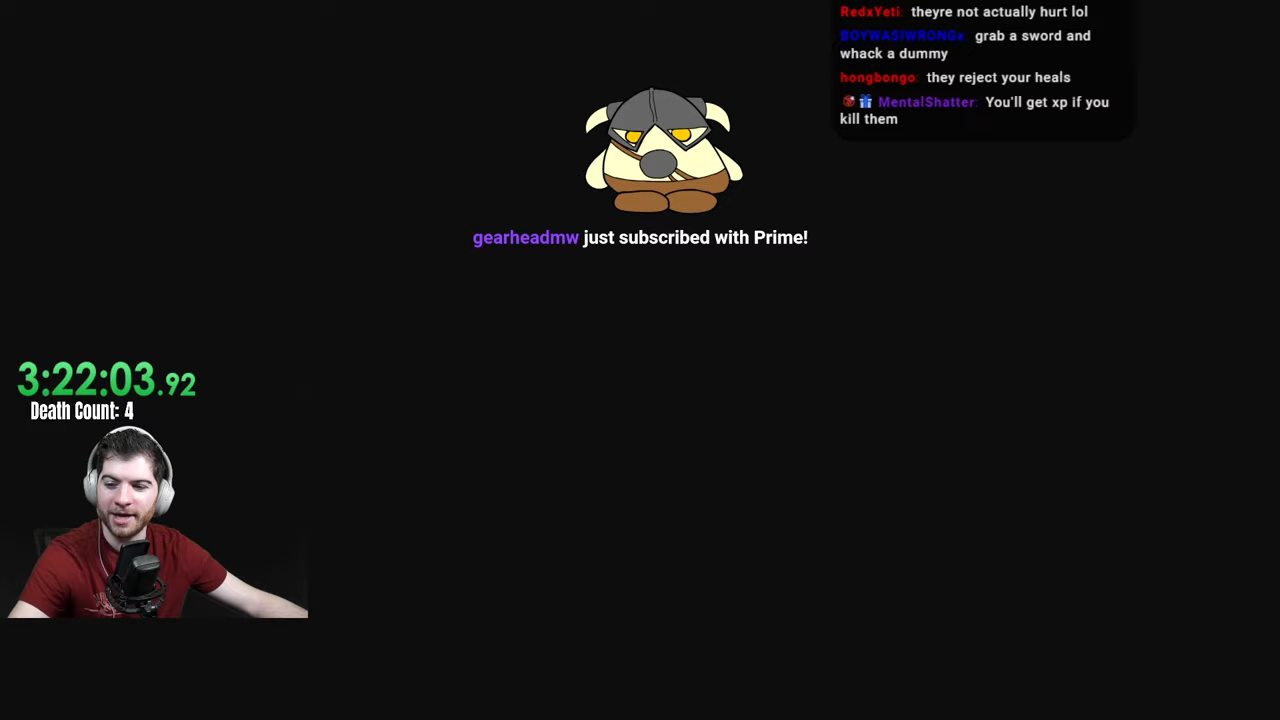 RedxYeti: theyre not actually hurt lol
BOYWASIWRONGx: grab a sword and
whack a dummy
hongbongo: they reject your heals
MentalShatter: You'll get xp if you
kill them
gearheadmw just subscribed with Prime!
3:22:03.92
Death Count: 4